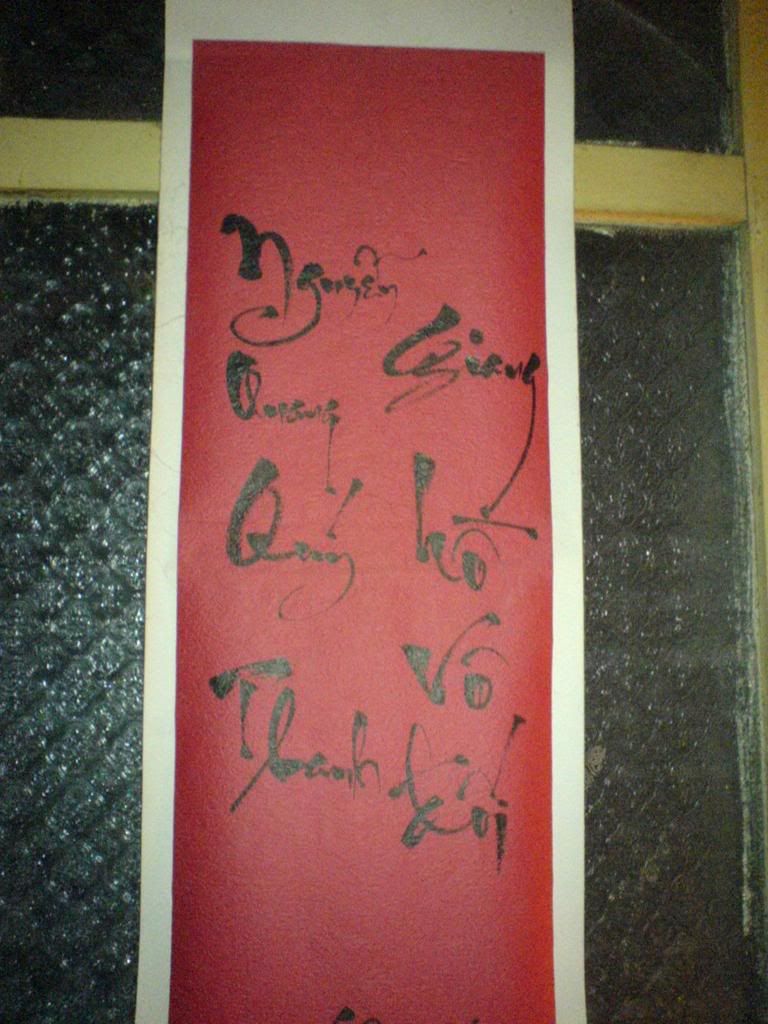 Nguyễn
Quang
Quý
Thanh
Giang
hồ
Vô
đối